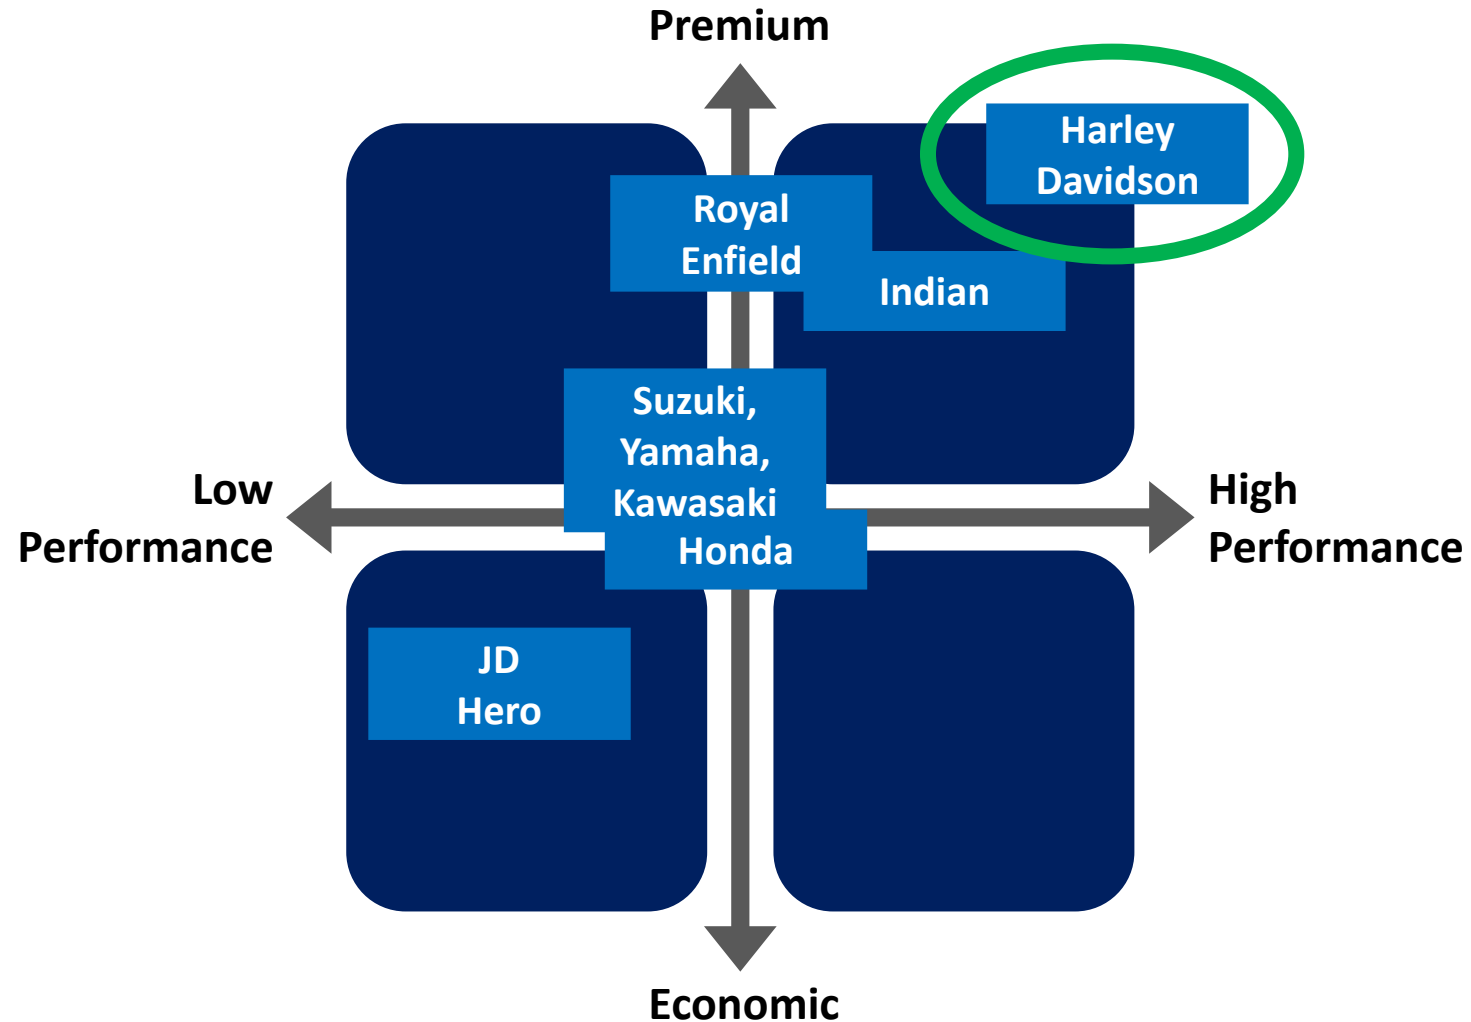 Premium
Harley
Davidson
Royal
Enfield
Indian
Suzuki,
Yamaha,
Kawasaki
Low
Performance
High
Performance
Honda
JD
Hero
Economic